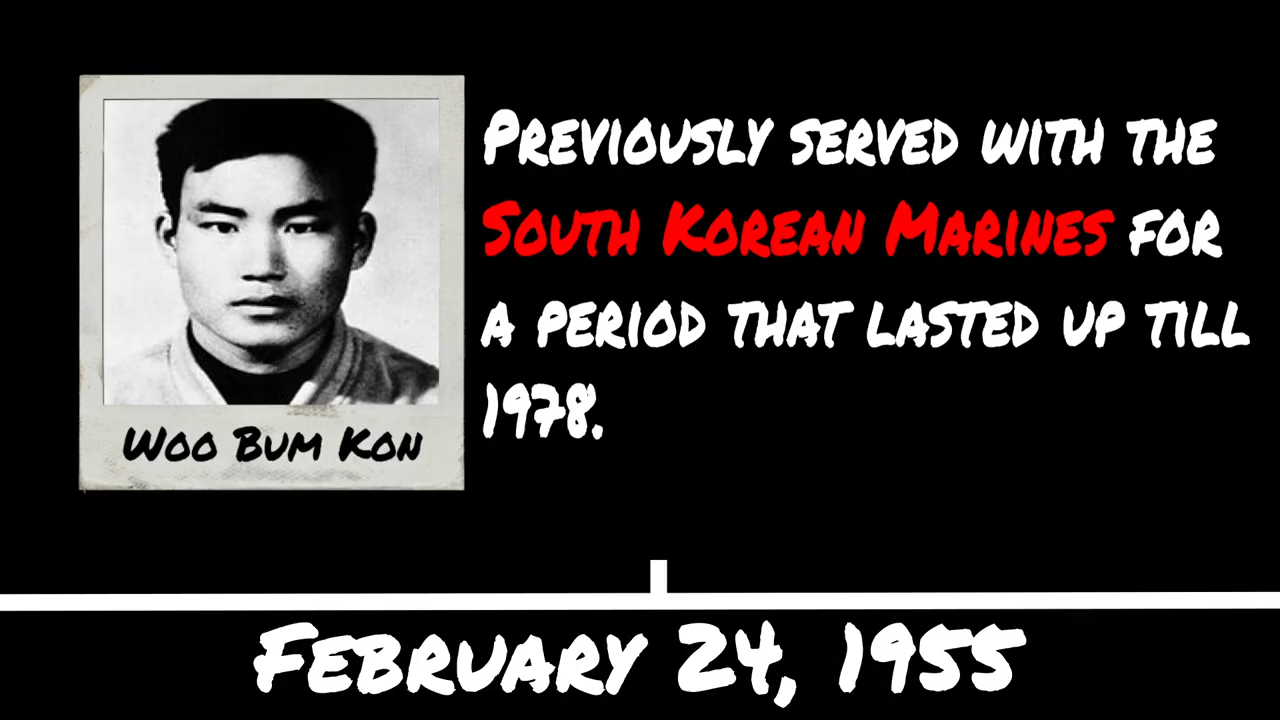 Woo Bum Kon
Previously served with the
South Korean Marines for
a period that lasted up till
1978.
February 24, 1955